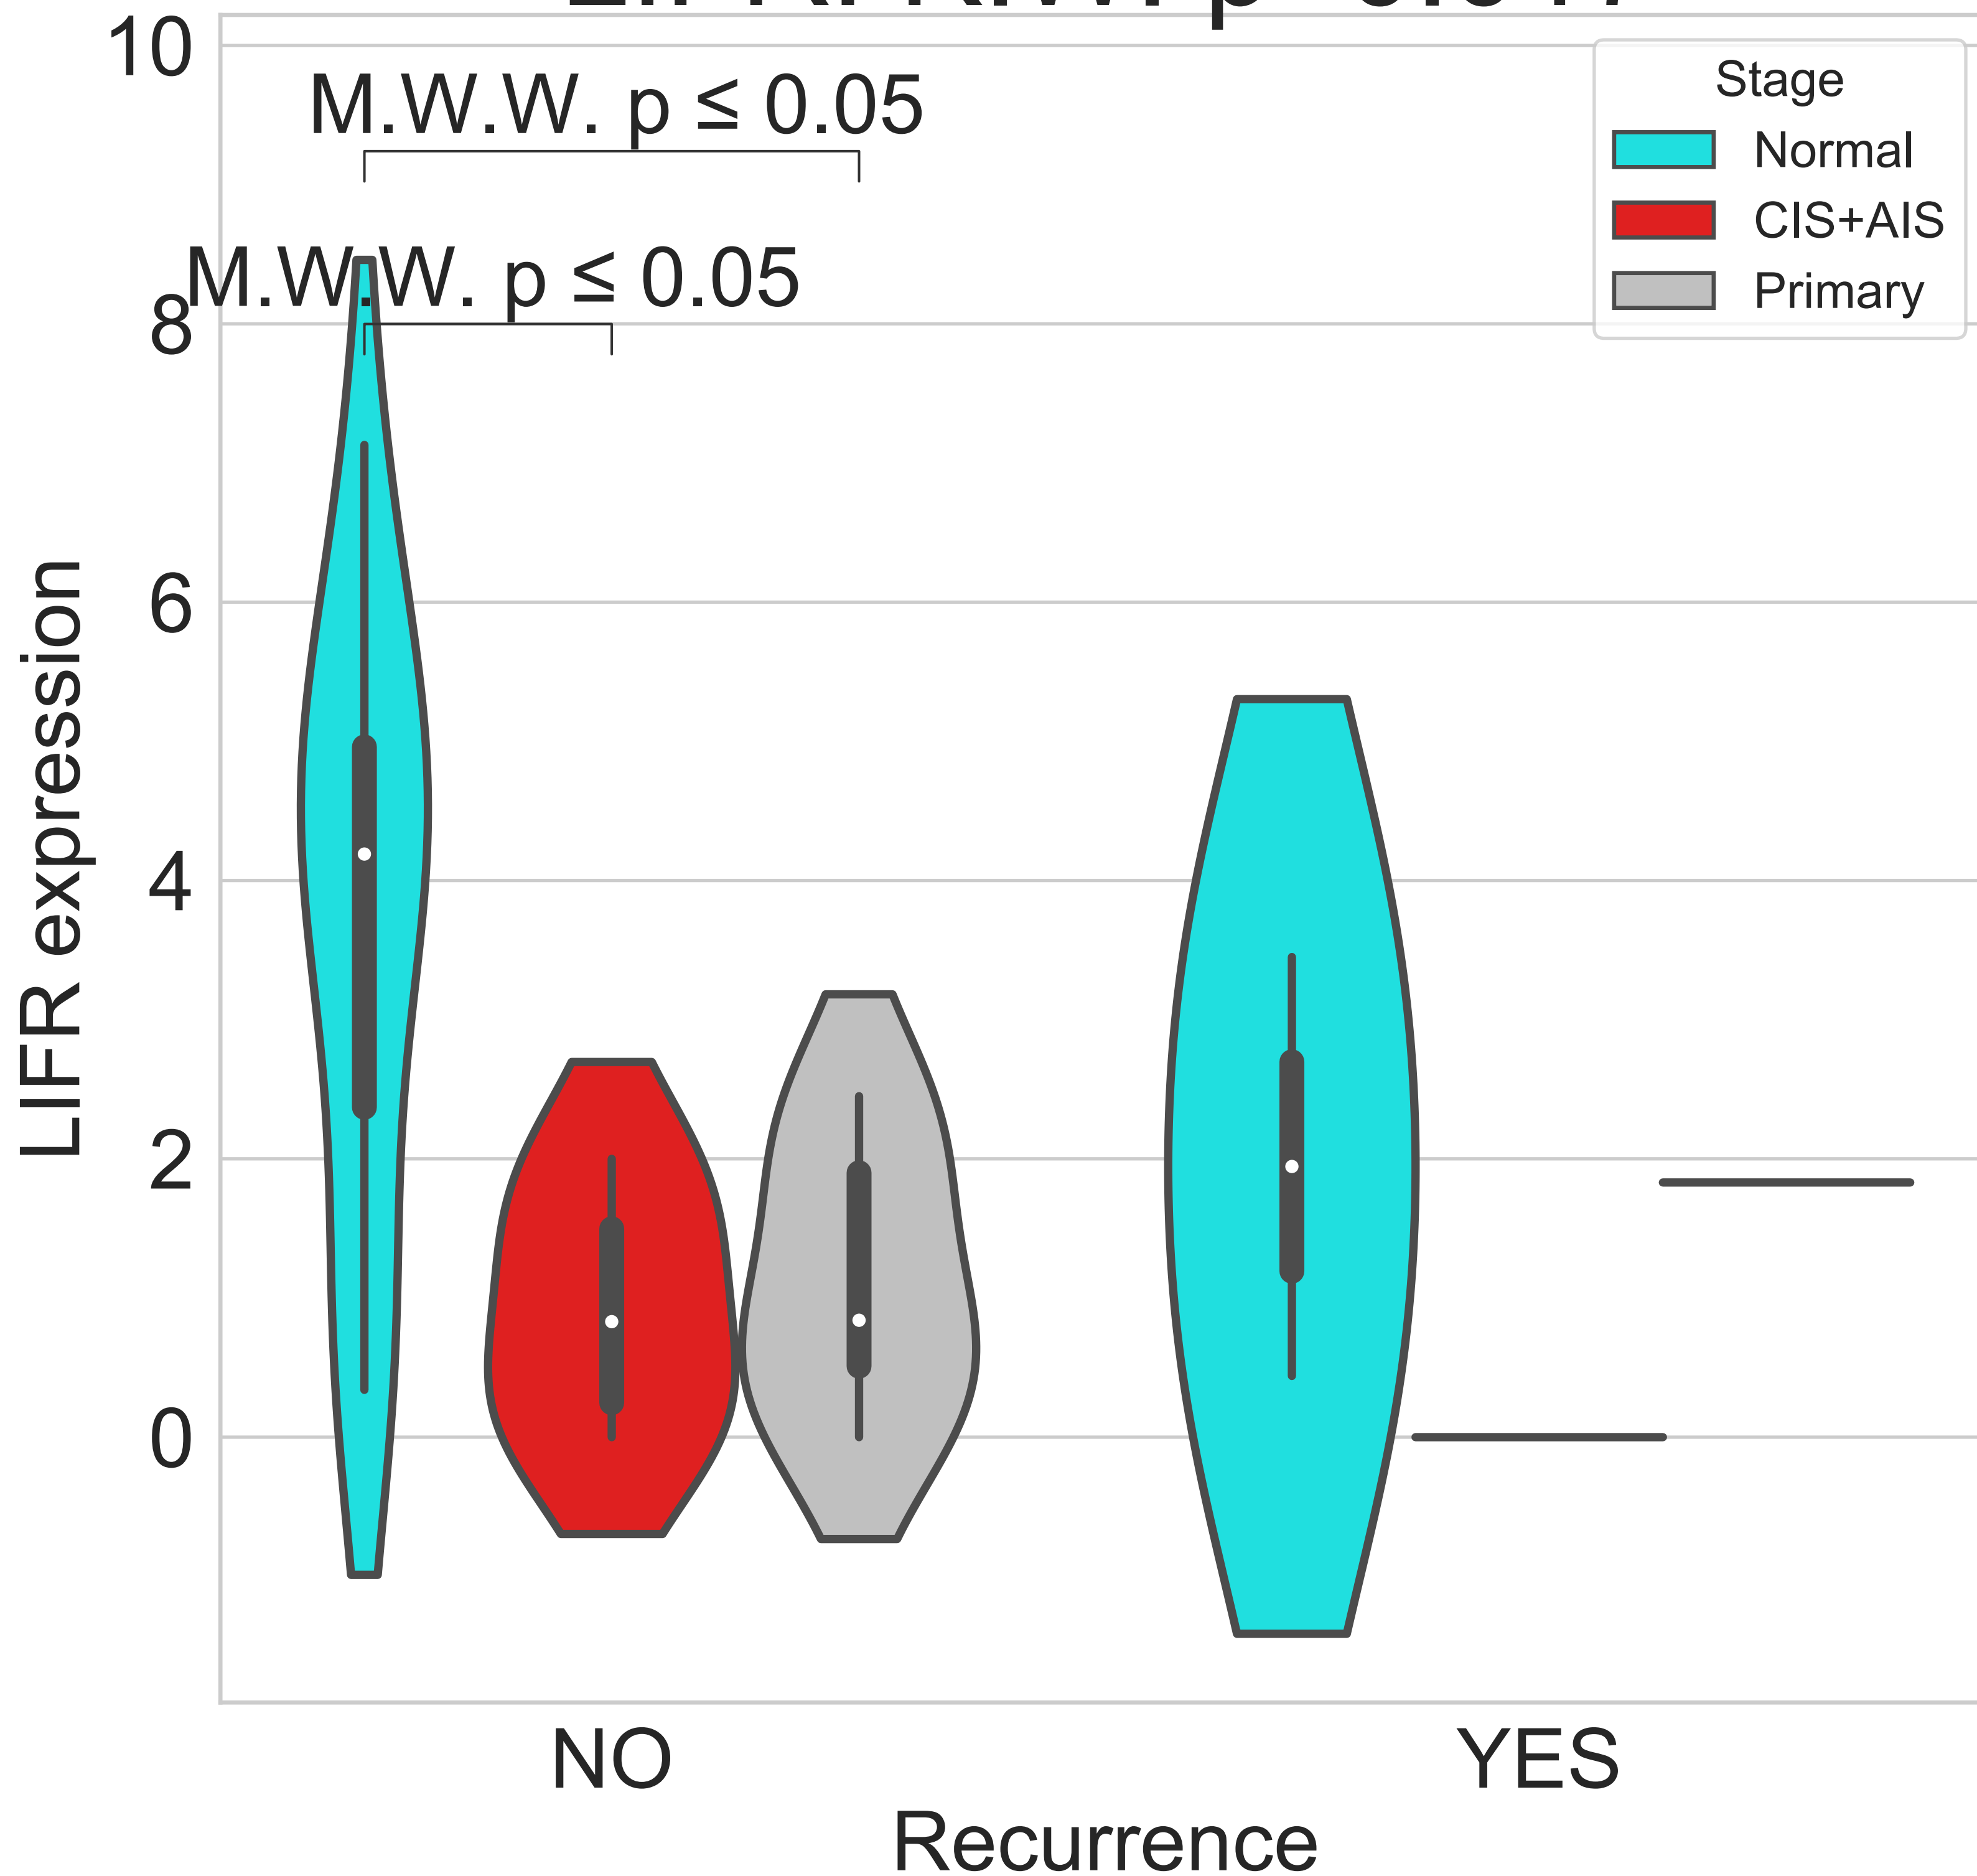 10
M.W.W. p ≤ 0.05
M.W.W. p ≤ 0.05
8
6
4
2
0
LIFR expression
Stage
Normal
CIS+AIS
Primary
NO
YES
Recurrence